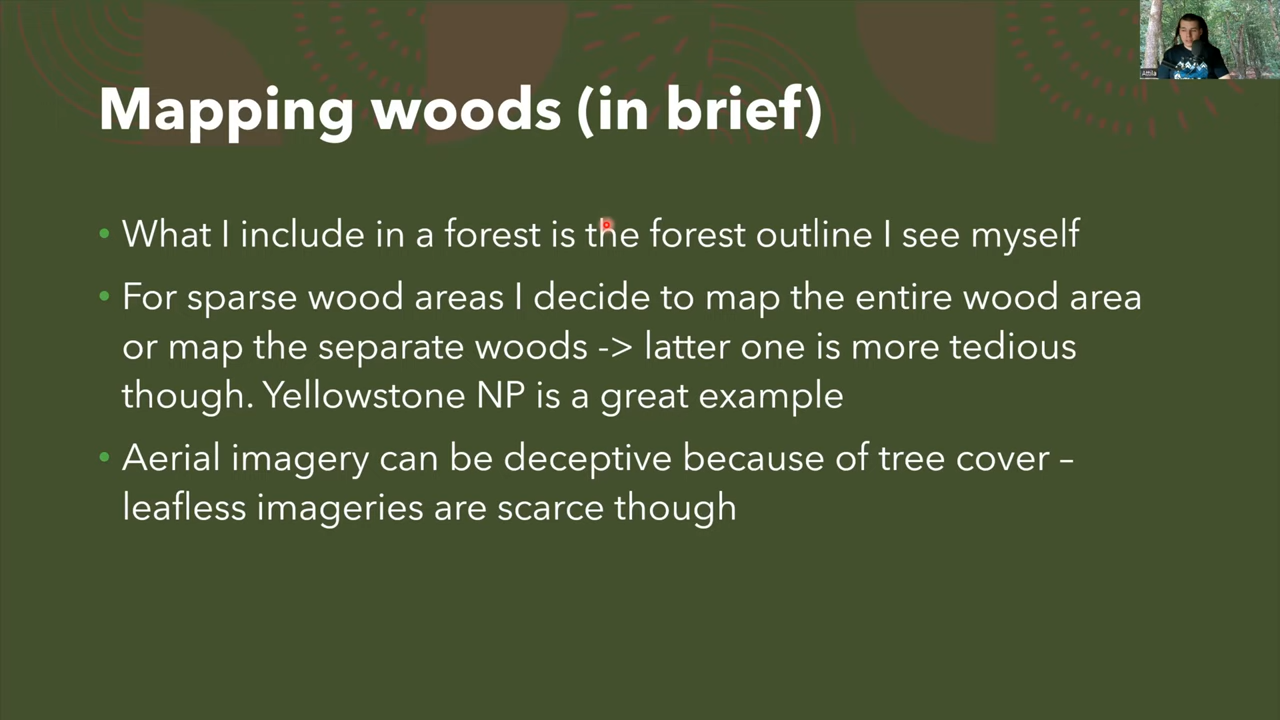 Attila
Mapping woods (in brief)
• What I include in a forest is the forest outline I see myself
• For sparse wood areas I decide to map the entire wood area
or map the separate woods -> latter one is more tedious
though. Yellowstone NP is a great example
• Aerial imagery can be deceptive because of tree cover –
leafless imageries are scarce though